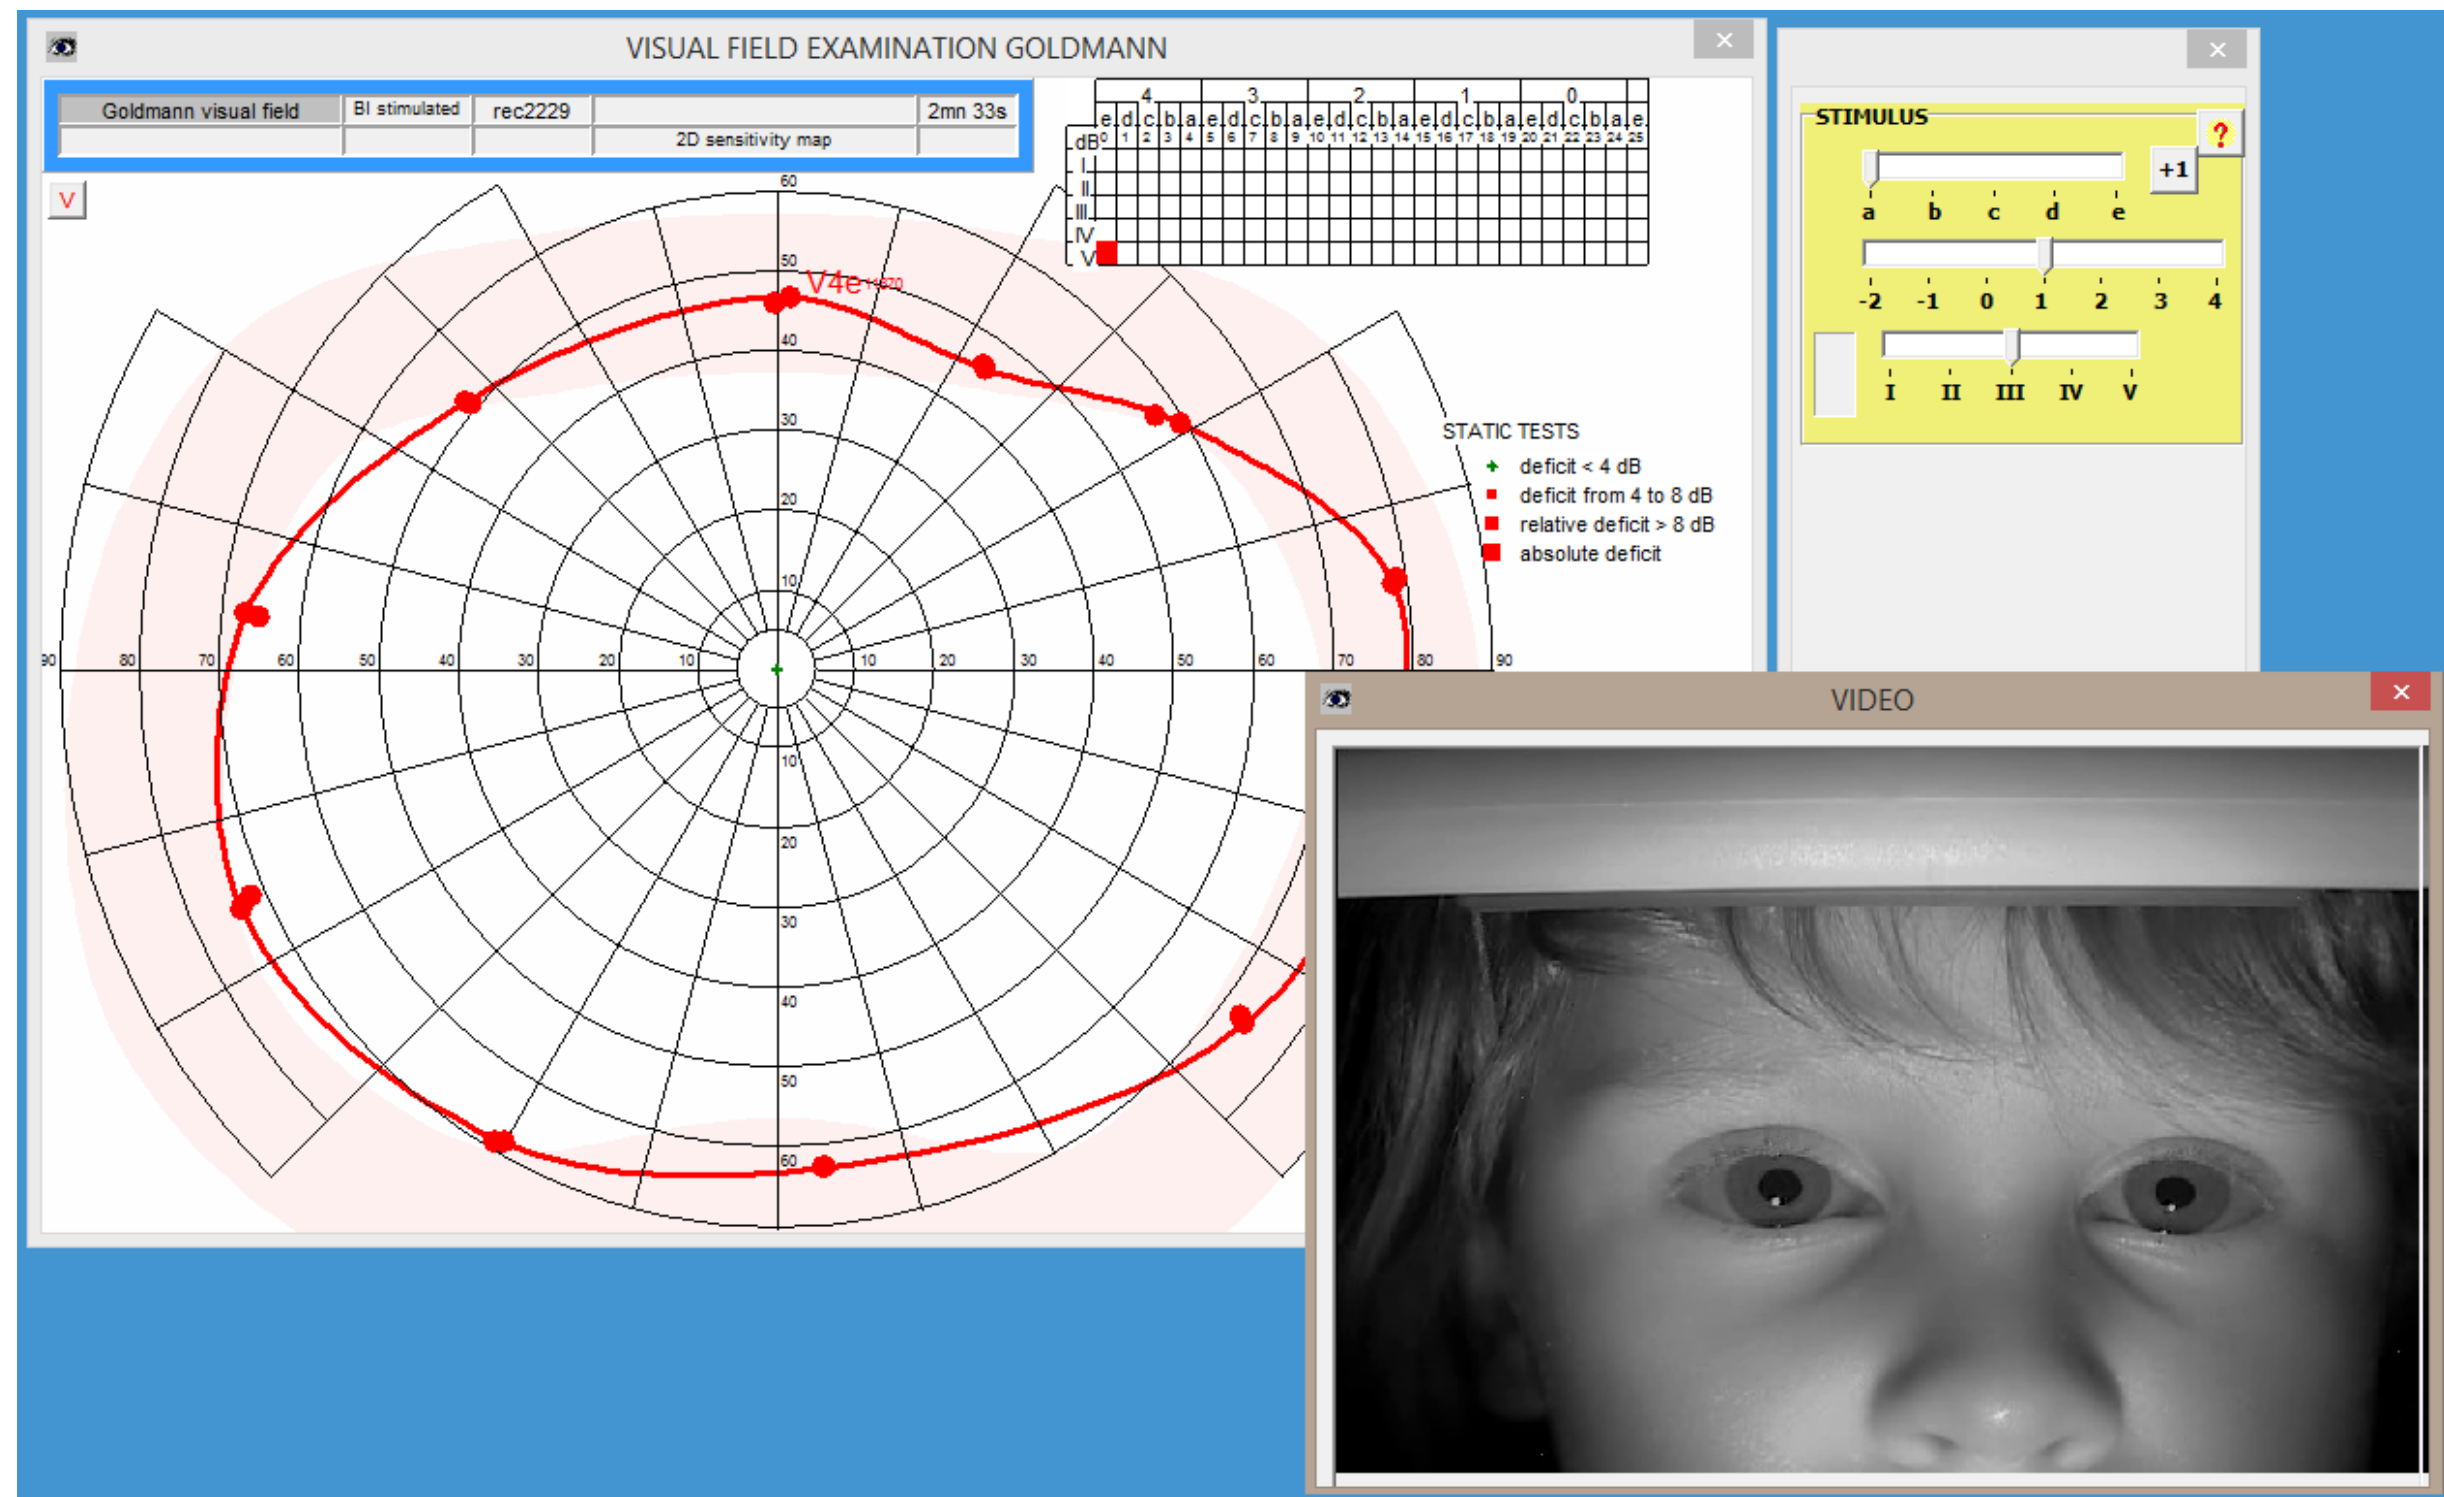 VISUAL FIELD EXAMINATION GOLDMANN
Goldmann visual field BI stimulated rec2229 2mn 33s
2D sensitivity map
4 3 2 1 0
e d c b a e d c b a e d c b a e d c b a e d c b a e
dB 0 1 2 3 4 5 6 7 8 9 10 11 12 13 14 15 16 17 18 19 20 21 22 23 24 25
I
II
III
IV
V
V
60
50
V4e
40
30
20
10
90 80 70 60 50 40 30 20 10 10 20 30 40 50 60 70 80 90
10
20
30
40
50
60
STATIC TESTS
deficit < 4 dB
deficit from 4 to 8 dB
relative deficit > 8 dB
absolute deficit
STIMULUS
?
+1
a b c d e
-2 -1 0 1 2 3 4
I II III IV V
VIDEO